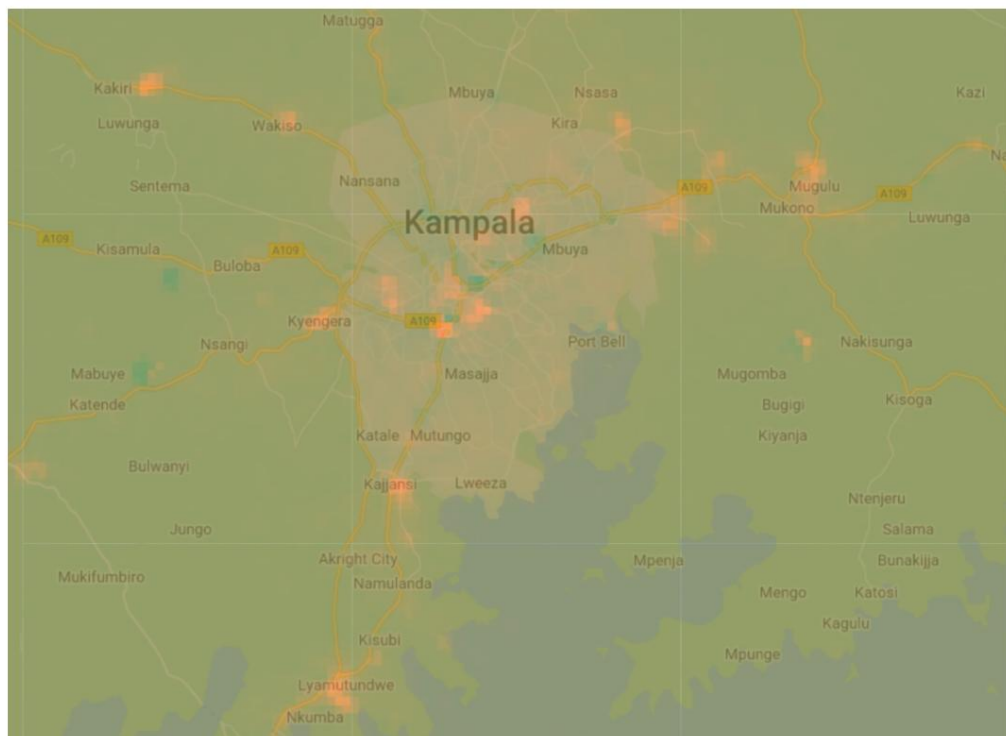 Matugga
Kakiri
Mbuya
Nsasa
Kazi
Luwunga
Wakiso
Kira
Na
Sentema
Nansana
A109
Mugulu
A109
Mukono
Luwunga
Kampala
A109
Kisamula
A109
Mbuya
Buloba
Kyengera
A109
Nsangi
Port Bell
Nakisunga
Mabuye
Masajja
Mugomba
Katende
Bugigi
Kisoga
Katale
Mutungo
Kiyanja
Bulwanyi
Kajjansi
Lweeza
Ntenjeru
Jungo
Salama
Akright City
Mpenja
Bunakijja
Mukifumbiro
Namulanda
Mengo
Katosi
Kagulu
Kisubi
Mpunge
Lyamutundwe
Nkumba